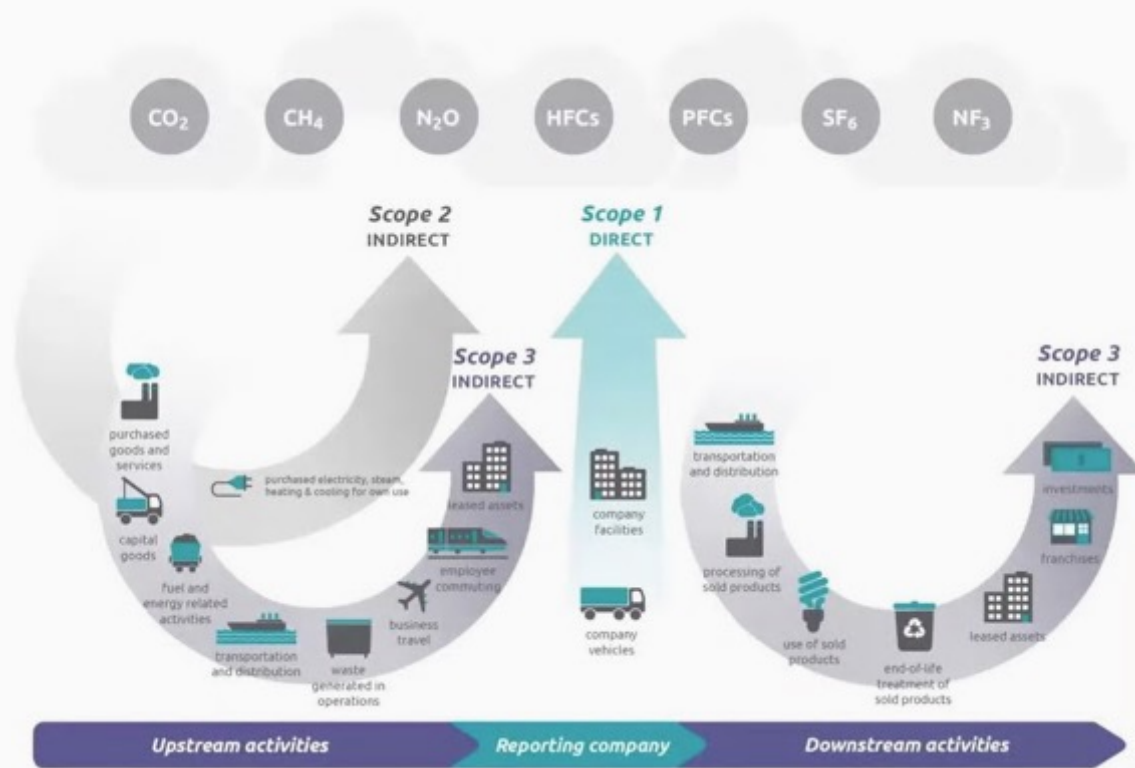 CO₂
CH₄
N₂O
HFCs
PFCs
SF₆
NF₃
Scope 2
INDIRECT
Scope 1
DIRECT
Scope 3
INDIRECT
Scope 3
INDIRECT
purchased
goods and
services
capital
goods
fuel and
energy related
activities
purchased electricity, steam,
heating & cooling for own use
transportation
and distribution
waste
generated in
operations
business
travel
employee
commuting
leased assets
company
facilities
company
vehicles
transportation
and distribution
processing of
sold products
use of sold
products
end-of-life
treatment of
sold products
leased assets
franchises
investments
$
Upstream activities
Reporting company
Downstream activities